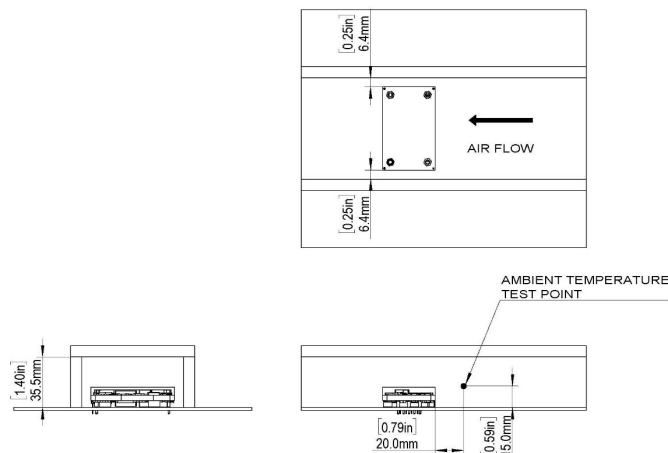 [0.25in]
6.4mm
AIR FLOW
[0.25in]
6.4mm
AMBIENT TEMPERATURE
TEST POINT
[1.40in]
35.5mm
[0.79in]
20.0mm
[0.59in]
5.0mm